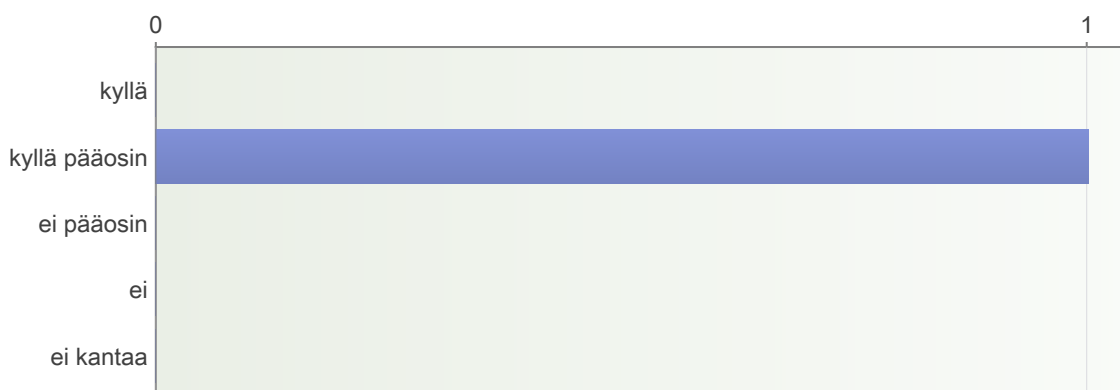 0 1
kyllä
kyllä pääosin
ei pääosin
ei
ei kantaa